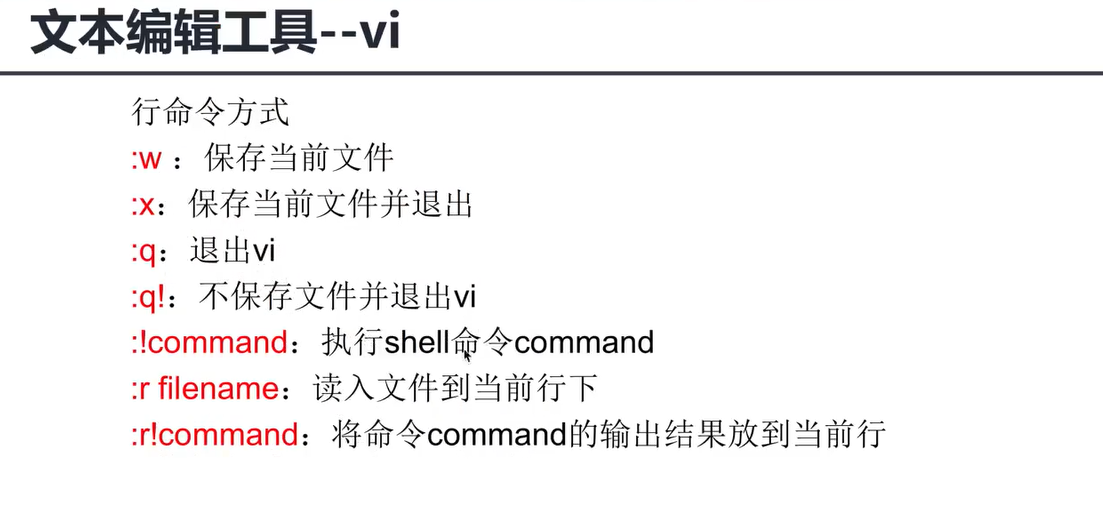 文本编辑工具--vi
行命令方式
:w ：保存当前文件
:x：保存当前文件并退出
:q：退出vi
:q!：不保存文件并退出vi
:!command：执行shell命令command
:r filename：读入文件到当前行下
:r!command：将命令command的输出结果放到当前行